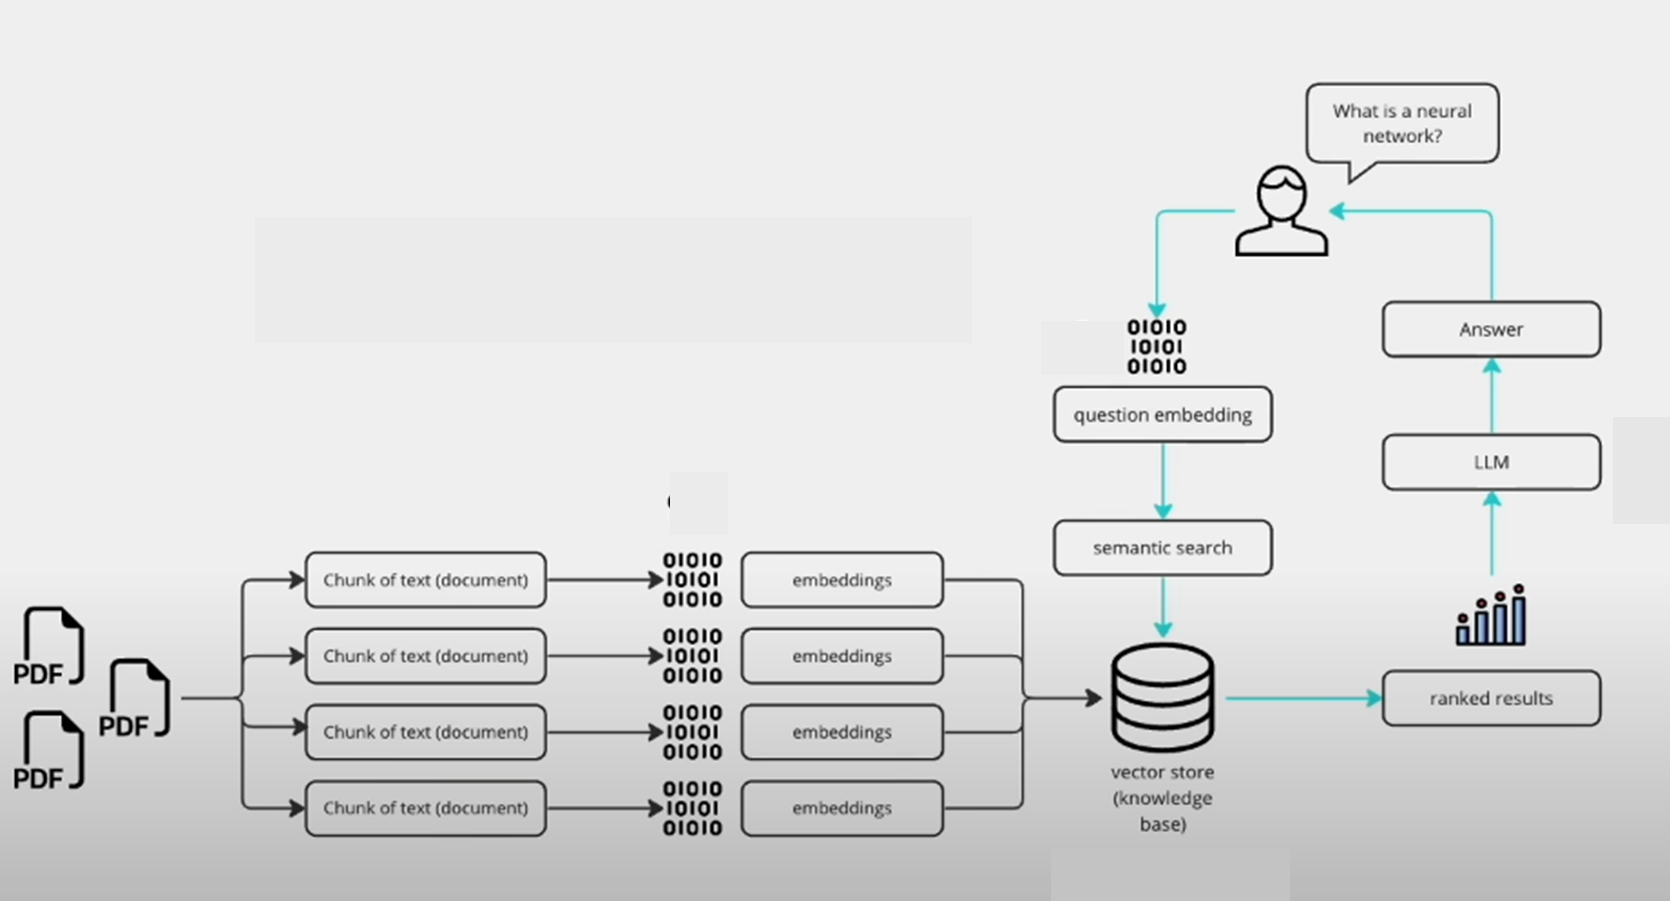 What is a neural
network?
01010
10101
01010
question embedding
semantic search
Answer
LLM
PDF
PDF
PDF
Chunk of text (document)
01010
10101
01010
embeddings
Chunk of text (document)
01010
10101
01010
embeddings
Chunk of text (document)
01010
10101
01010
embeddings
Chunk of text (document)
01010
10101
01010
embeddings
vector store
(knowledge
base)
ranked results